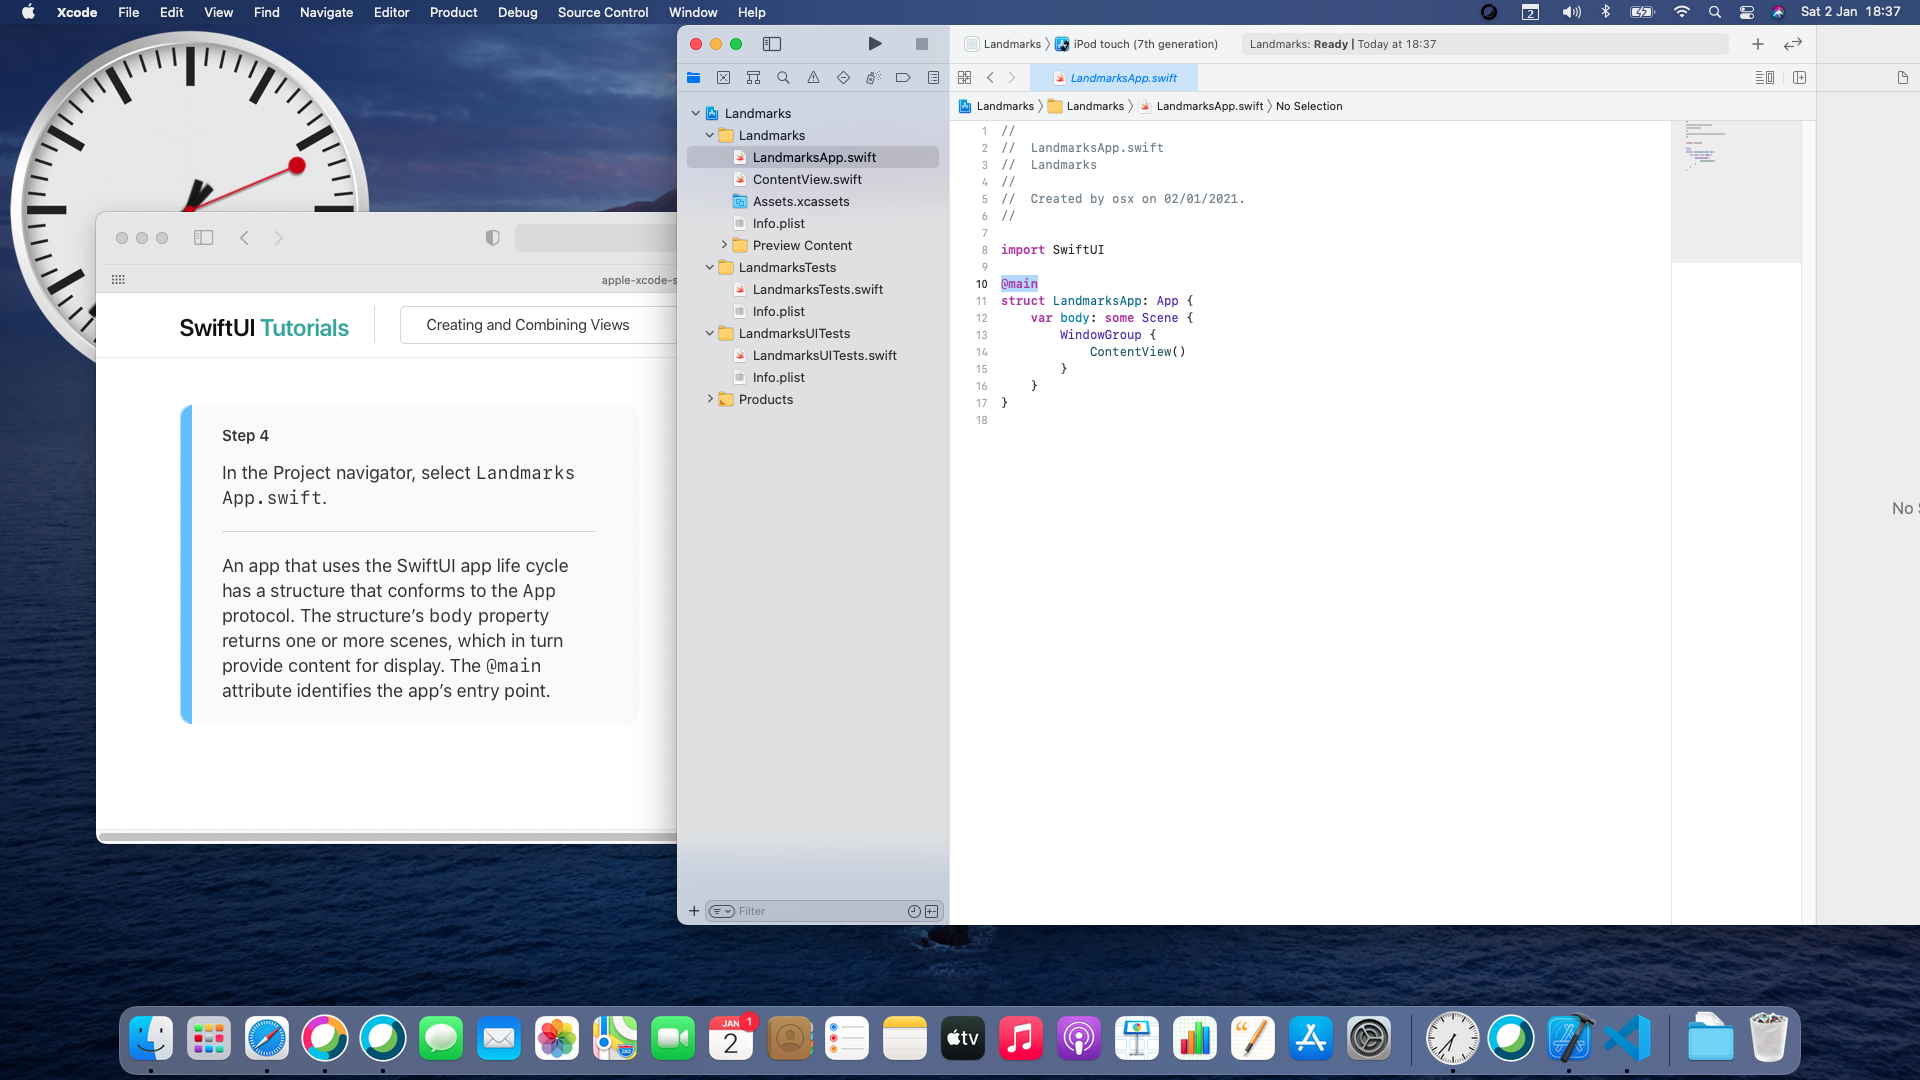 Xcode File Edit View Find Navigate Editor Product Debug Source Control Window Help
2 Sat 2 Jan 18:37
Landmarks iPod touch (7th generation)
Landmarks: Ready | Today at 18:37
LandmarksApp.swift
Landmarks Landmarks LandmarksApp.swift No Selection
Landmarks
Landmarks
LandmarksApp.swift
ContentView.swift
Assets.xcassets
Info.plist
Preview Content
LandmarksTests
LandmarksTests.swift
Info.plist
LandmarksUITests
LandmarksUITests.swift
Info.plist
Products
Filter
1 //
2 // LandmarksApp.swift
3 // Landmarks
4 //
5 // Created by osx on 02/01/2021.
6 //
7
8 import SwiftUI
9
10 @main
11 struct LandmarksApp: App {
12 var body: some Scene {
13 WindowGroup {
14 ContentView()
15 }
16 }
17 }
18
No
apple-xcode-s
SwiftUI Tutorials
Creating and Combining Views
Step 4
In the Project navigator, select Landmarks
App.swift.
An app that uses the SwiftUI app life cycle
has a structure that conforms to the App
protocol. The structure’s body property
returns one or more scenes, which in turn
provide content for display. The @main
attribute identifies the app’s entry point.
JAN 1
2
tv
280